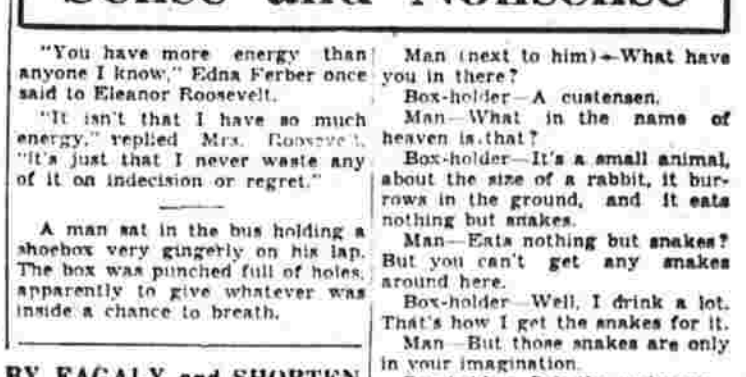 Sense and Nonsense
"You have more energy than
anyone I know," Edna Ferber once
said to Eleanor Roosevelt.
"It isn't that I have so much
energy," replied Mrs. Roosevelt,
"It's just that I never waste any
of it on indecision or regret."
A man sat in the bus holding a
shoebox very gingerly on his lap.
The box was punched full of holes,
apparently to give whatever was
inside a chance to breath.
BY FAGALY and SHORTEN
Man (next to him)—What have
you in there?
Box-holder—A custensen.
Man—What in the name of
heaven is that?
Box-holder—It's a small animal,
about the size of a rabbit, it bur-
rows in the ground, and it eats
nothing but snakes.
Man—Eats nothing but snakes?
But you can't get any snakes
around here.
Box-holder—Well, I drink a lot.
That's how I get the snakes for it.
Man—But those snakes are only
in your imagination.